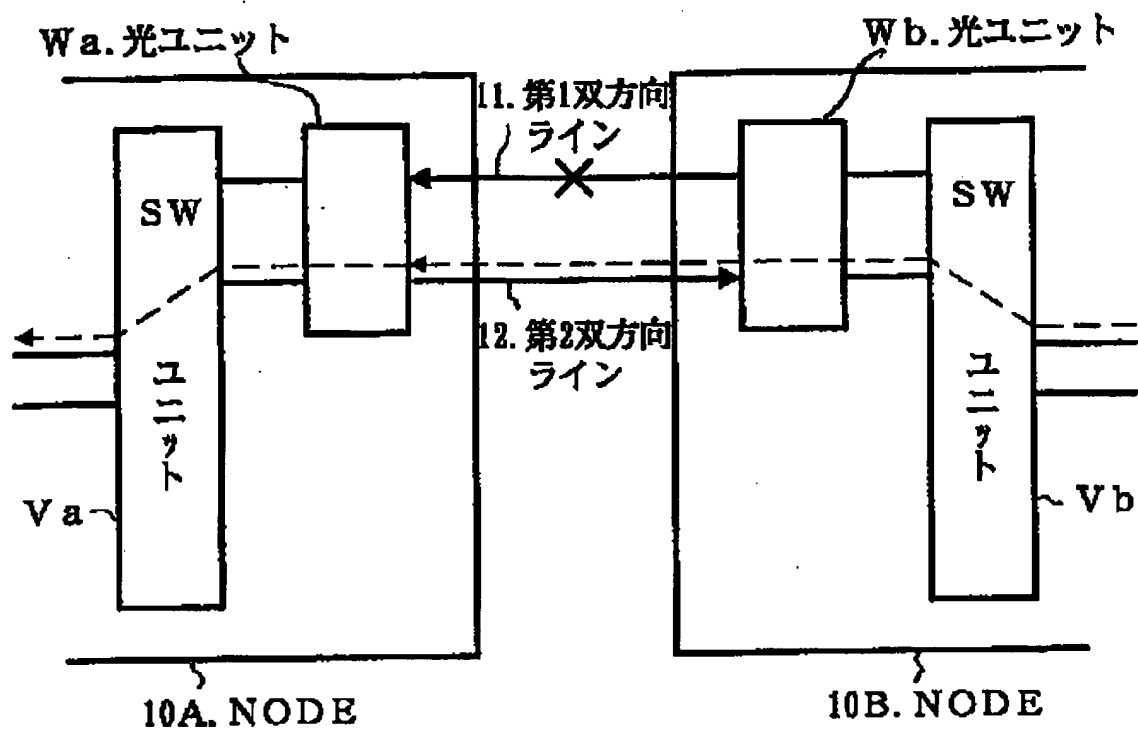 Wa.光ユニット
Wb.光ユニット
11.第1双方向
ライン
SW
ユニット
SW
ユニット
12.第2双方向
ライン
Va
Vb
10A.NODE
10B.NODE